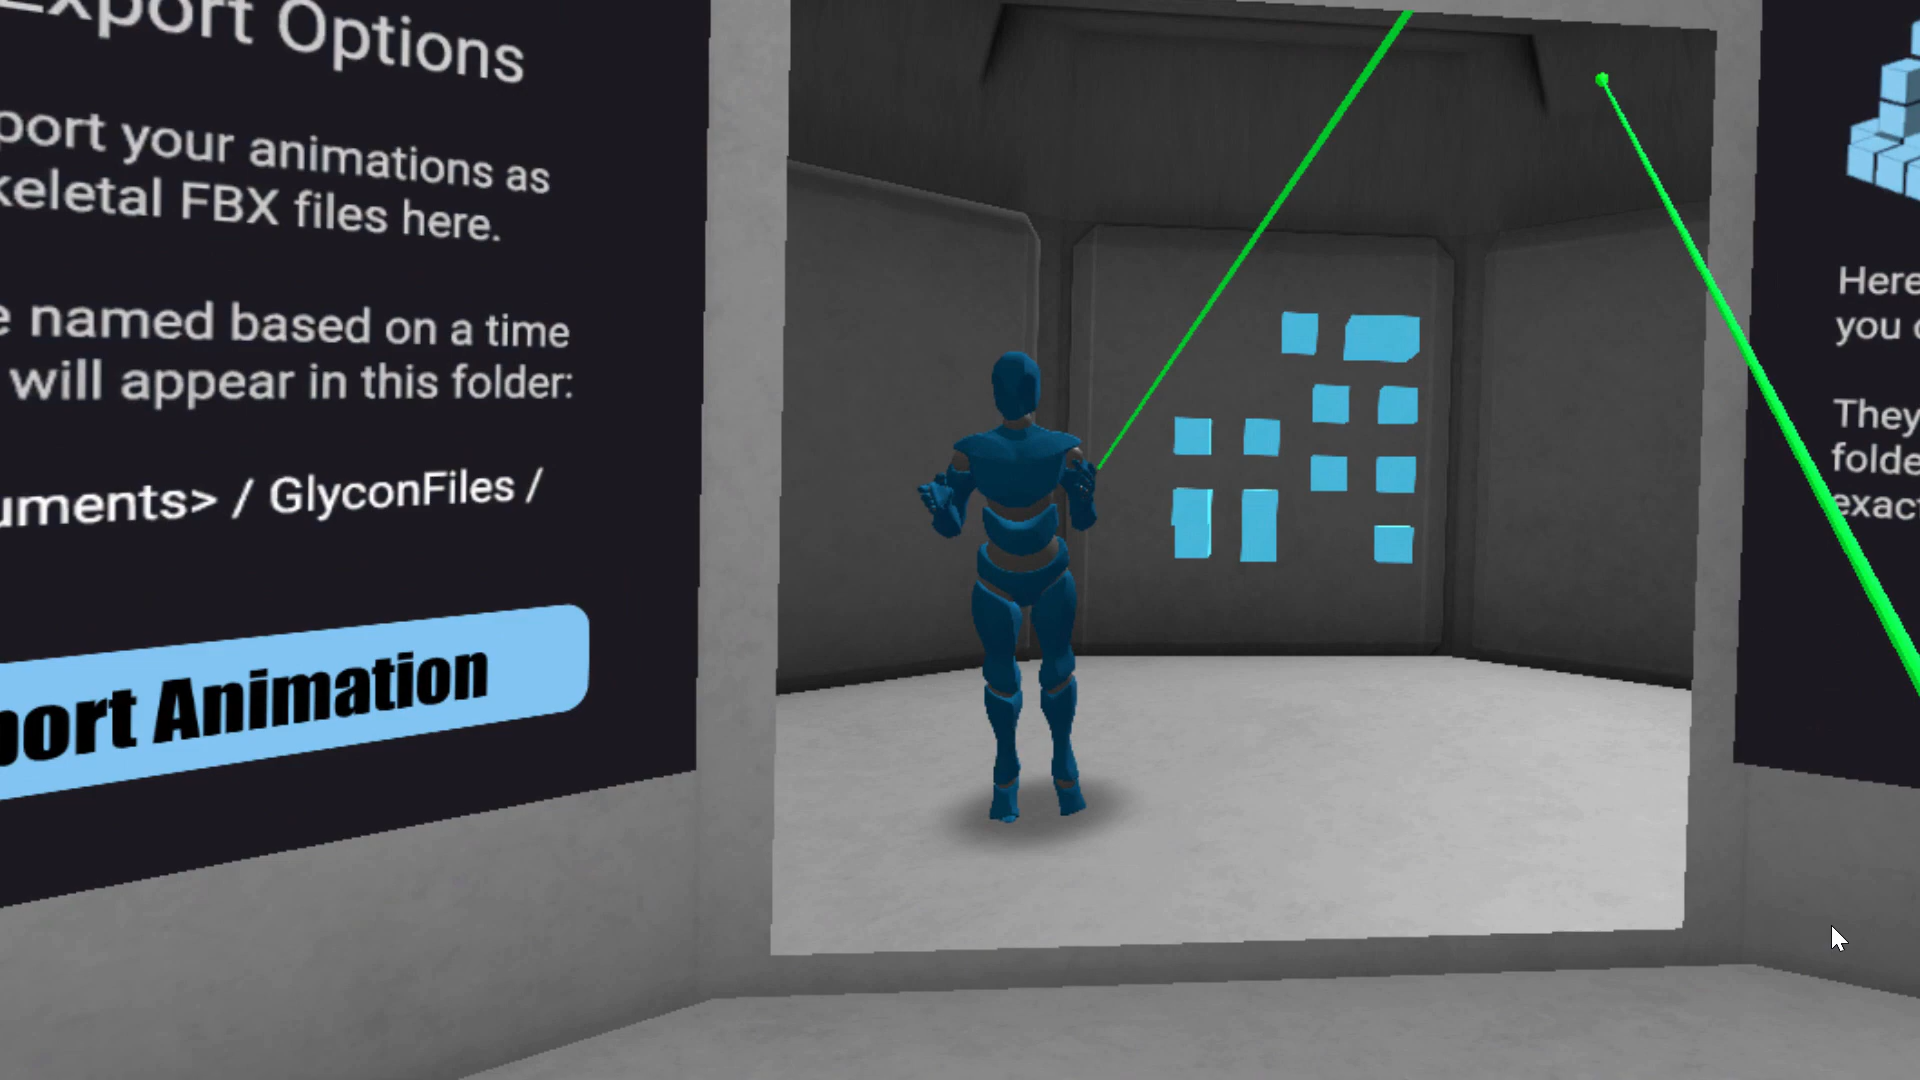 Export Options
port your animations as
keletal FBX files here.
named based on a time
will appear in this folder:
uments> / GlyconFiles /
port Animation
Here
you
They
folde
exac